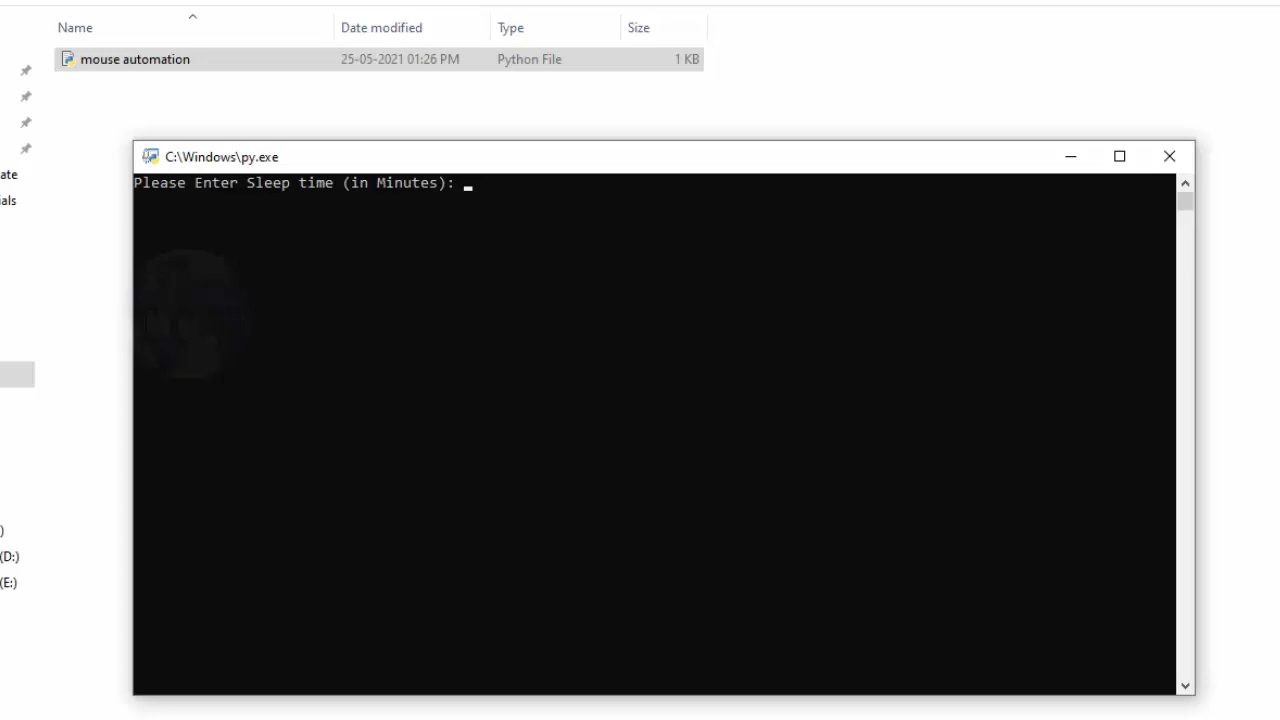 Name Date modified Type Size
mouse automation 25-05-2021 01:26 PM Python File 1 KB
C:\Windows\py.exe
ate
Please Enter Sleep time (in Minutes):
ials
)
(D:)
(E:)